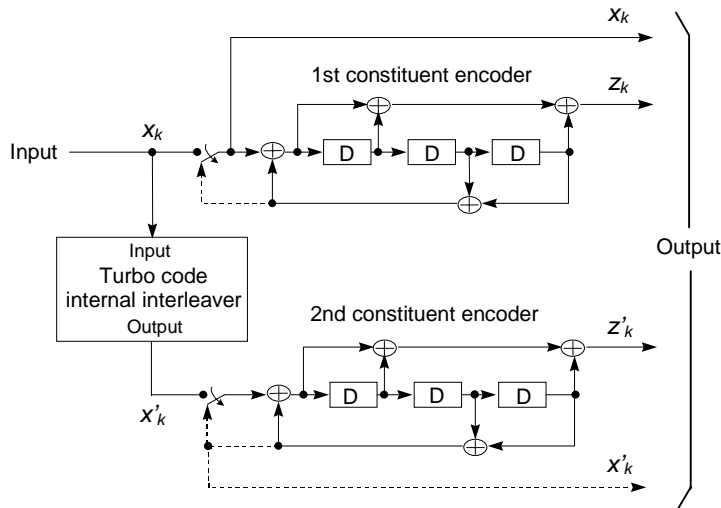 x_k
1st constituent encoder
z_k
x_k
Input
D D D
Output
Input
Turbo code
internal interleaver
Output
2nd constituent encoder
z'_k
D D D
x'_k
x'_k